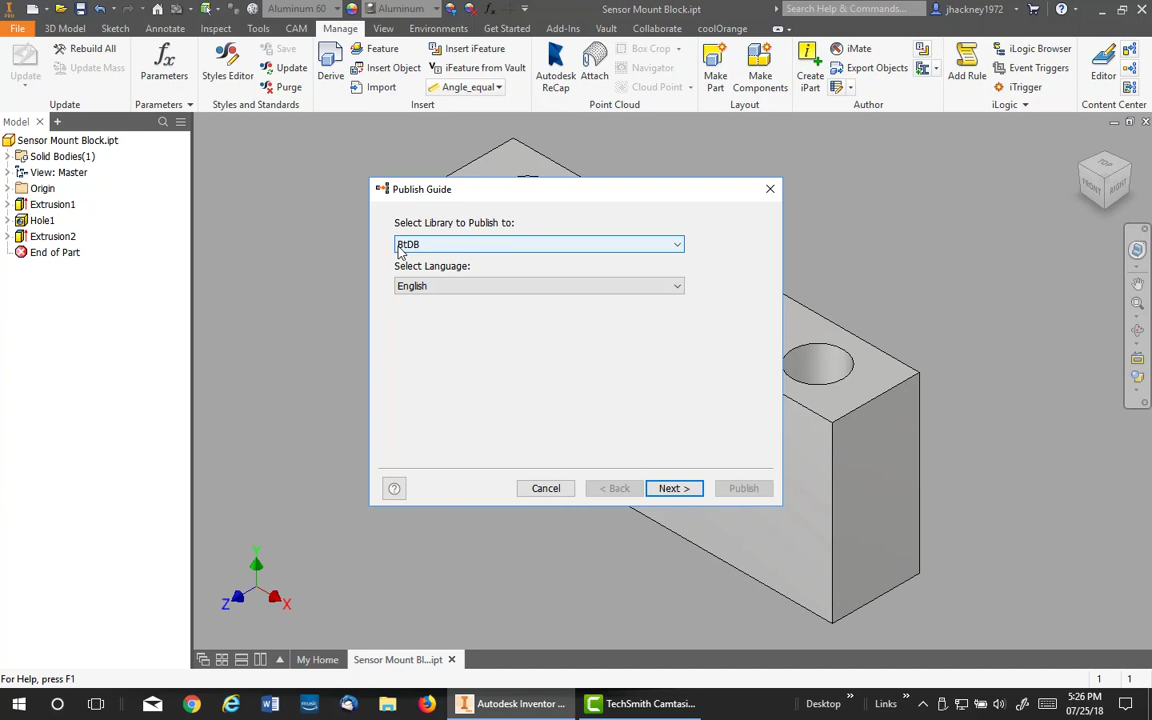 Aluminum 60
Aluminum
Sensor Mount Block.ipt
Search Help & Commands...
jhackney1972
File
3D Model
Sketch
Annotate
Inspect
Tools
CAM
Manage
View
Environments
Get Started
Add-Ins
Vault
Collaborate
coolOrange
Update
Rebuild All
Update Mass
Update
fx
Parameters
Parameters
Styles Editor
Save
Update
Purge
Styles and Standards
Derive
Feature
Insert Object
Import
Insert iFeature
iFeature from Vault
Angle_equal
Insert
Autodesk
ReCap
Attach
Box Crop
Navigator
Cloud Point
Point Cloud
Make
Part
Make
Components
Layout
Create
iPart
iMate
Export Objects
Author
Add Rule
iLogic Browser
Event Triggers
iTrigger
iLogic
Editor
Content Center
Model
Sensor Mount Block.ipt
Solid Bodies(1)
View: Master
Origin
Extrusion1
Hole1
Extrusion2
End of Part
Publish Guide
Select Library to Publish to:
BtDB
Select Language:
English
Cancel
< Back
Next >
Publish
TOP
FRONT
RIGHT
Y
Z
X
My Home
Sensor Mount Bl...ipt
For Help, press F1
1
1
Autodesk Inventor ...
TechSmith Camtasi...
Desktop
Links
5:26 PM
07/25/18